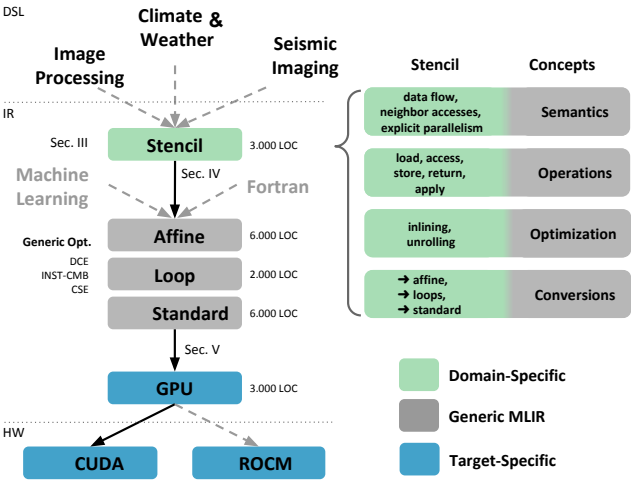 DSL
Climate &
Weather
Image
Processing
Seismic
Imaging
IR
Sec. III
Stencil
3.000 LOC
Sec. IV
Machine
Learning
Fortran
Generic Opt.
DCE
INST-CMB
CSE
Affine
6.000 LOC
Loop
2.000 LOC
Standard
6.000 LOC
Sec. V
GPU
3.000 LOC
HW
CUDA
ROCM
Stencil
Concepts
data flow,
neighbor accesses,
explicit parallelism
Semantics
load, access,
store, return,
apply
Operations
inlining,
unrolling
Optimization
➔ affine,
➔ loops,
➔ standard
Conversions
Domain-Specific
Generic MLIR
Target-Specific